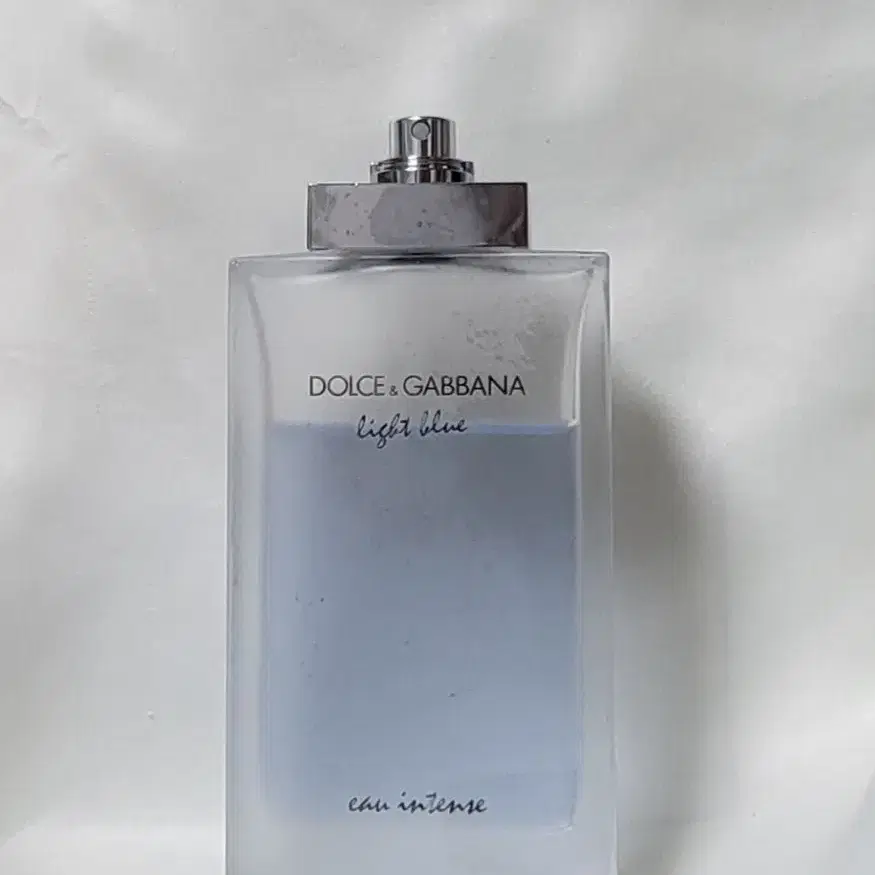 DOLCE & GABBANA
light blue
eau intense